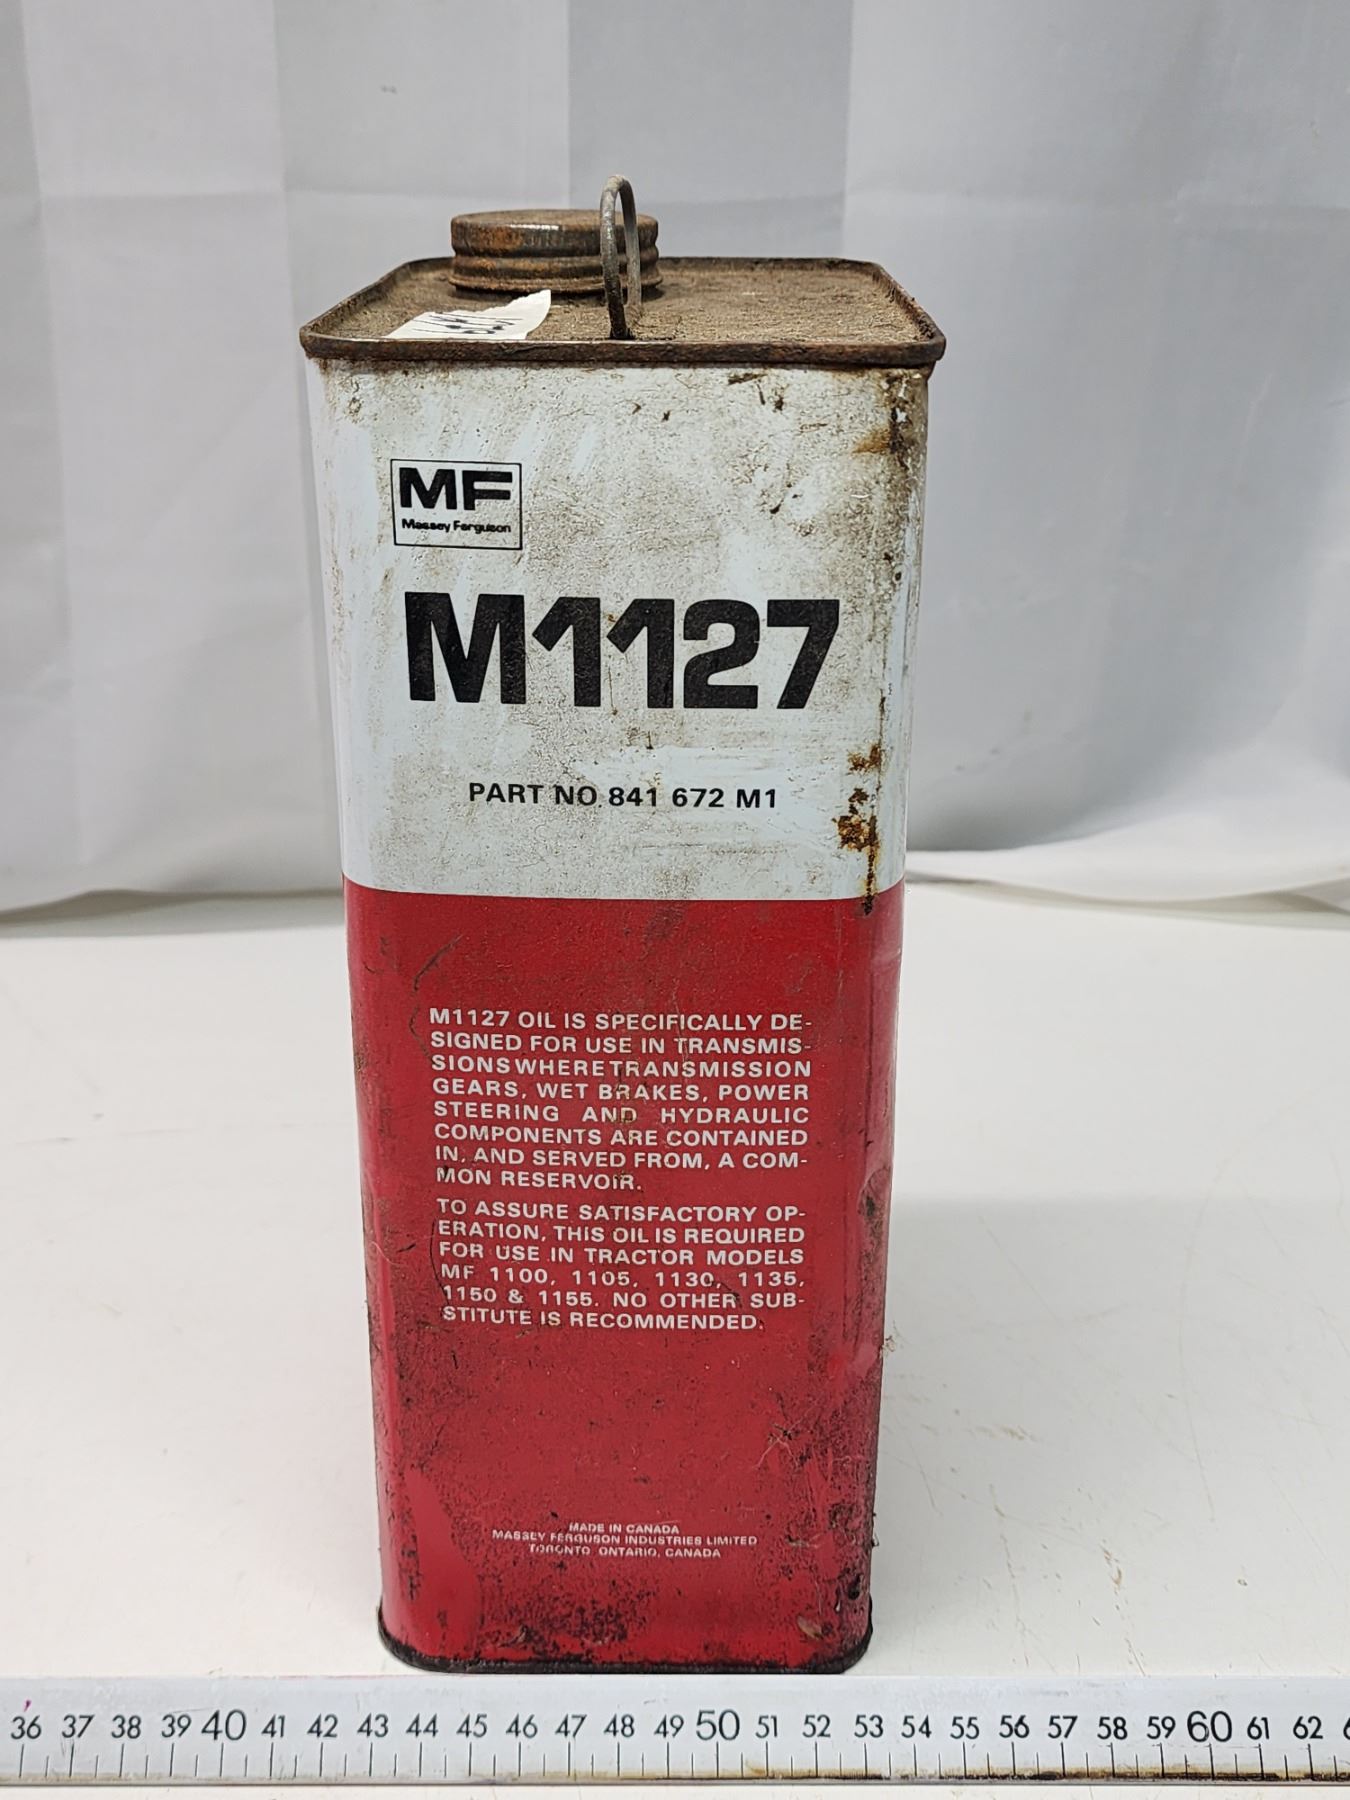 MF
Massey Ferguson
M1127
PART NO 841 672 M1
M1127 OIL IS SPECIFICALLY DE-
SIGNED FOR USE IN TRANSMIS-
SIONS WHERE TRANSMISSION
GEARS, WET BRAKES, POWER
STEERING AND HYDRAULIC
COMPONENTS ARE CONTAINED
IN, AND SERVED FROM, A COM-
MON RESERVOIR.
TO ASSURE SATISFACTORY OP-
ERATION, THIS OIL IS REQUIRED
FOR USE IN TRACTOR MODELS
MF 1100, 1105, 1130, 1135,
1150 & 1155. NO OTHER SUB-
STITUTE IS RECOMMENDED.
MADE IN CANADA
MASSEY FERGUSON INDUSTRIES LIMITED
TORONTO ONTARIO, CANADA
36 37 38 39 40 41 42 43 44 45 46 47 48 49 50 51 52 53 54 55 56 57 58 59 60 61 62